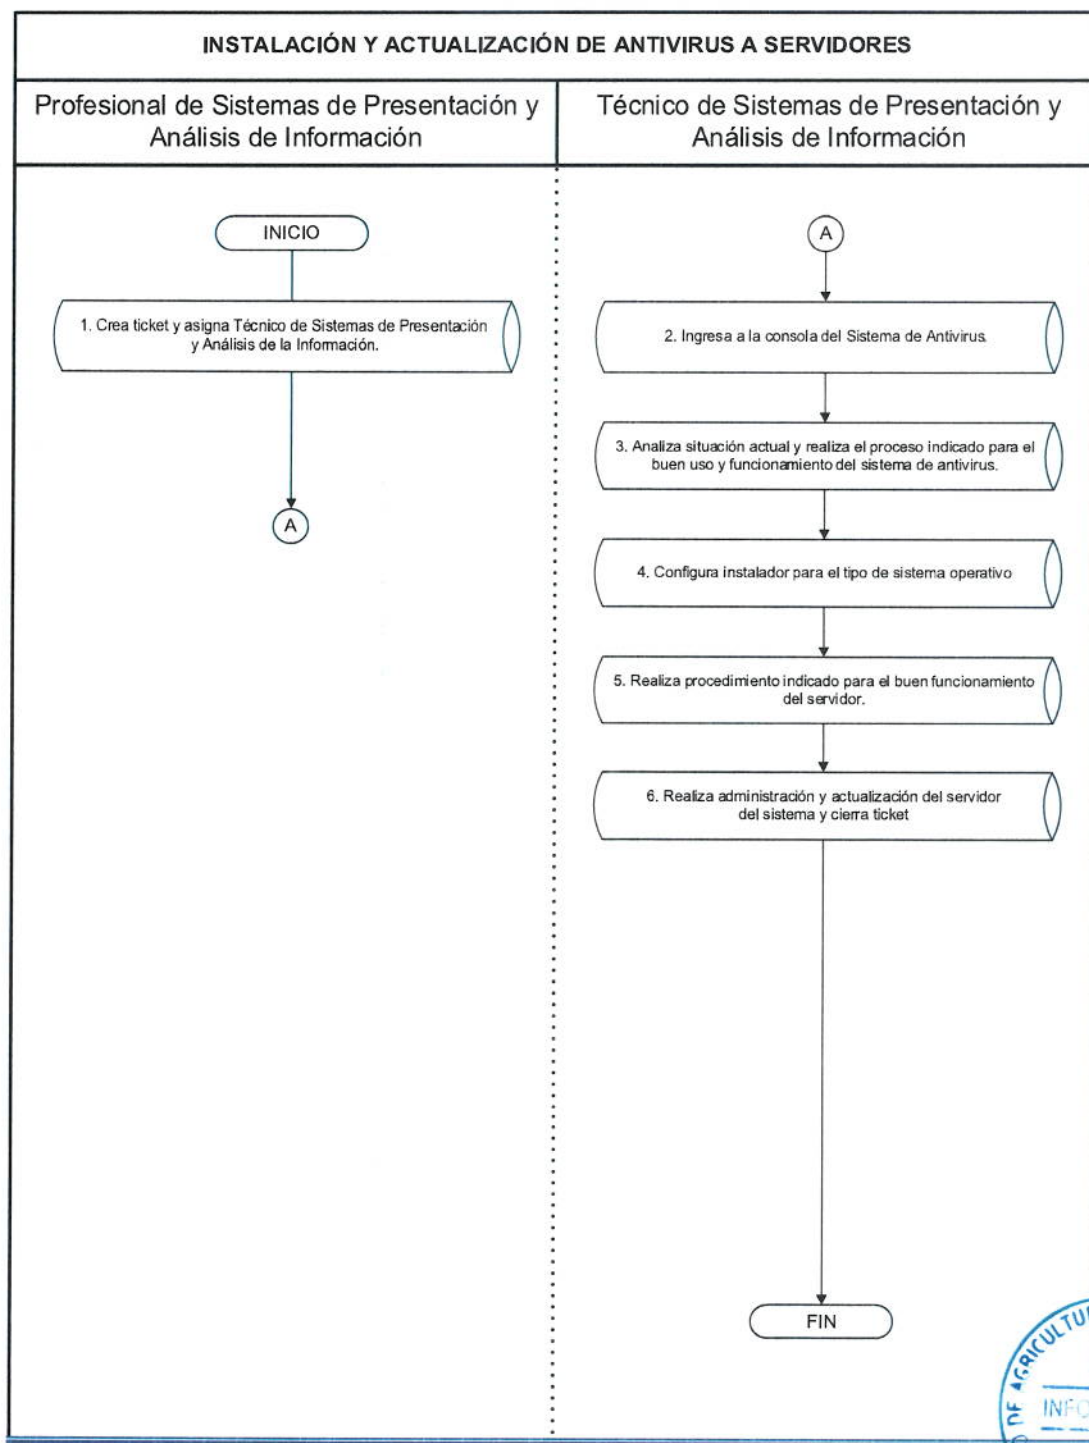 INSTALACIÓN Y ACTUALIZACIÓN DE ANTIVIRUS A SERVIDORES
Profesional de Sistemas de Presentación y
Análisis de Información
Técnico de Sistemas de Presentación y
Análisis de Información
INICIO
1. Crea ticket y asigna Técnico de Sistemas de Presentación
y Análisis de la Información.
A
A
2. Ingresa a la consola del Sistema de Antivirus.
3. Analiza situación actual y realiza el proceso indicado para el
buen uso y funcionamiento del sistema de antivirus.
4. Configura instalador para el tipo de sistema operativo
5. Realiza procedimiento indicado para el buen funcionamiento
del servidor.
6. Realiza administración y actualización del servidor
del sistema y cierra ticket
FIN
DE AGRICULTU
INFO